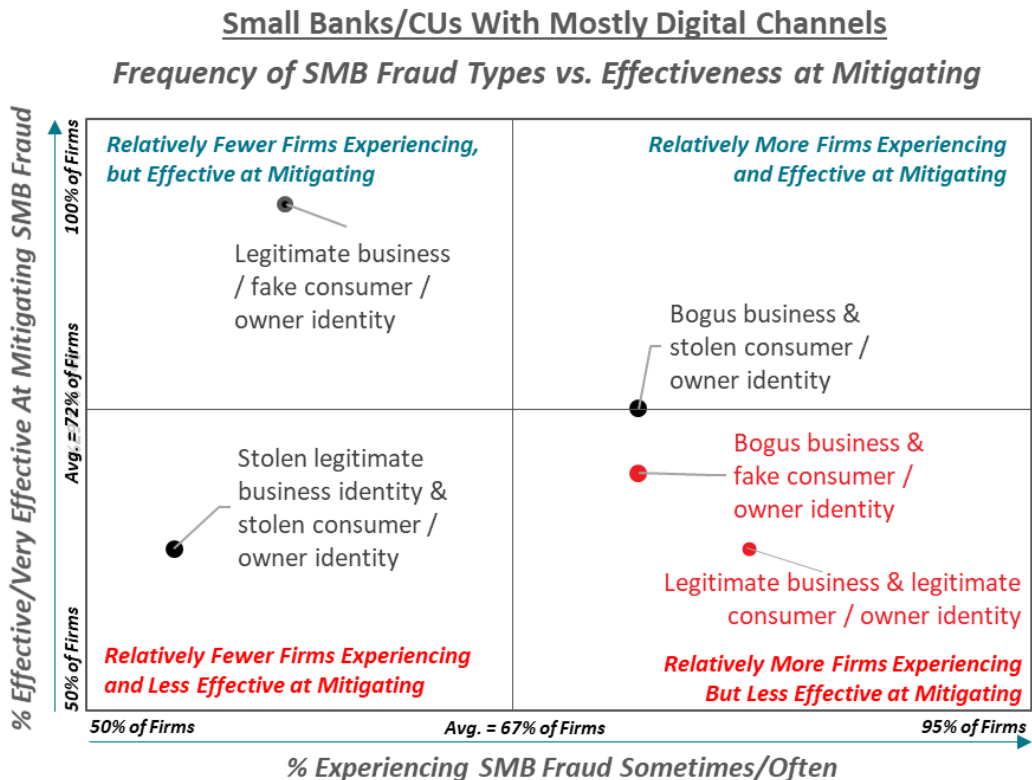 Small Banks/CUs With Mostly Digital Channels
Frequency of SMB Fraud Types vs. Effectiveness at Mitigating
% Effective/Very Effective At Mitigating SMB Fraud
100% of Firms
Avg. = 72% of Firms
50% of Firms
Relatively Fewer Firms Experiencing,
but Effective at Mitigating
Relatively More Firms Experiencing
and Effective at Mitigating
Legitimate business
/ fake consumer /
owner identity
Bogus business &
stolen consumer /
owner identity
Stolen legitimate
business identity &
stolen consumer /
owner identity
Bogus business &
fake consumer /
owner identity
Legitimate business & legitimate
consumer / owner identity
Relatively Fewer Firms Experiencing
and Less Effective at Mitigating
Relatively More Firms Experiencing
But Less Effective at Mitigating
50% of Firms
Avg. = 67% of Firms
95% of Firms
% Experiencing SMB Fraud Sometimes/Often